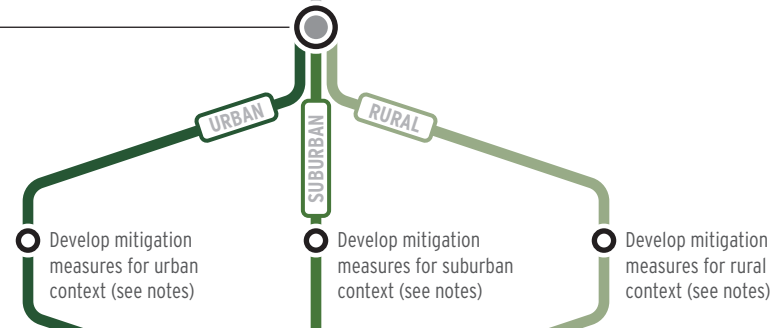 URBAN
SUBURBAN
RURAL
Develop mitigation
measures for urban
context (see notes)
Develop mitigation
measures for suburban
context (see notes)
Develop mitigation
measures for rural
context (see notes)